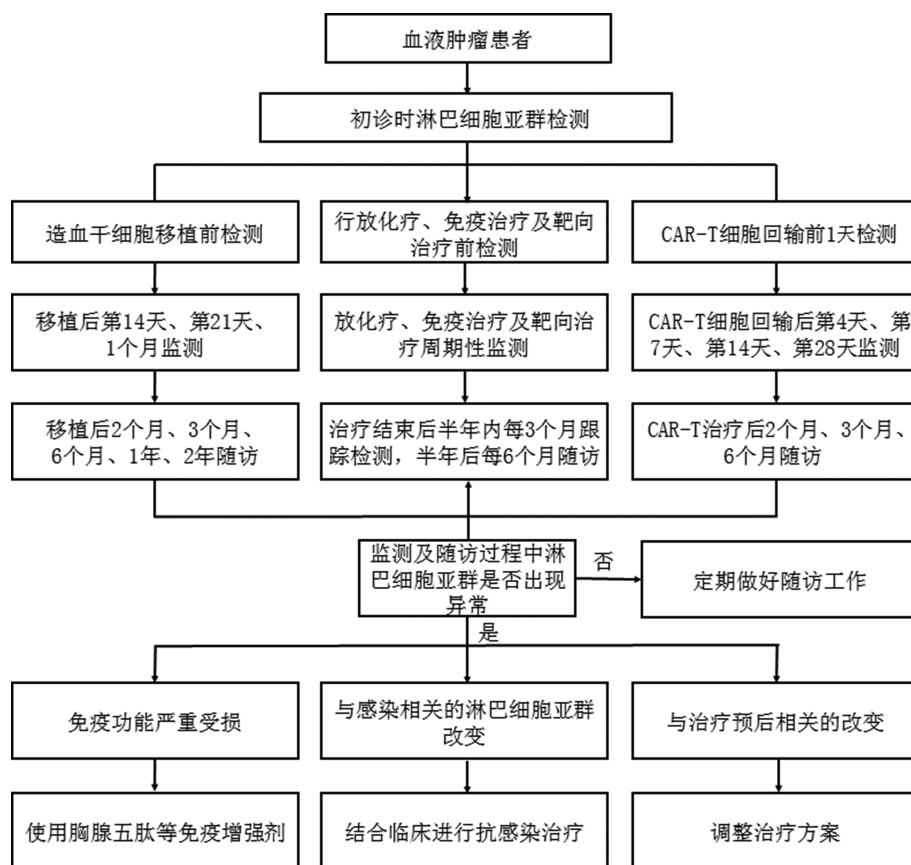 血液肿瘤患者
初诊时淋巴细胞亚群检测
造血干细胞移植前检测
行放化疗、免疫治疗及靶向
治疗前检测
CAR-T细胞回输前1天检测
移植后第14天、第21天、
1个月监测
放化疗、免疫治疗及靶向治
疗周期性监测
CAR-T细胞回输后第4天、第
7天、第14天、第28天监测
移植后2个月、3个月、
6个月、1年、2年随访
治疗结束后半年内每3个月跟
踪检测，半年后每6个月随访
CAR-T治疗后2个月、3个月、
6个月随访
监测及随访过程中淋
巴细胞亚群是否出现
异常
否
定期做好随访工作
是
免疫功能严重受损
与感染相关的淋巴细胞亚群
改变
与治疗预后相关的改变
使用胸腺五肽等免疫增强剂
结合临床进行抗感染治疗
调整治疗方案